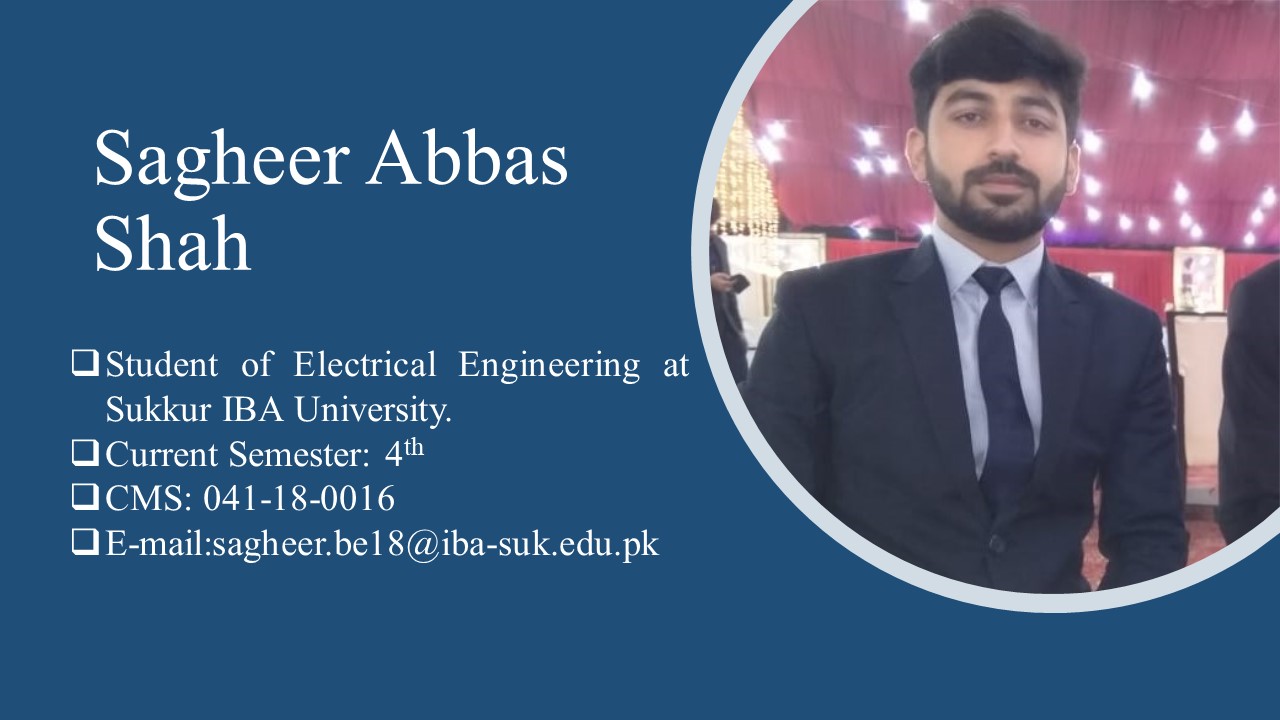 Sagheer Abbas
Shah
❑Student of Electrical Engineering at
Sukkur IBA University.
❑Current Semester: 4th
❑CMS: 041-18-0016
❑E-mail:sagheer.be18@iba-suk.edu.pk